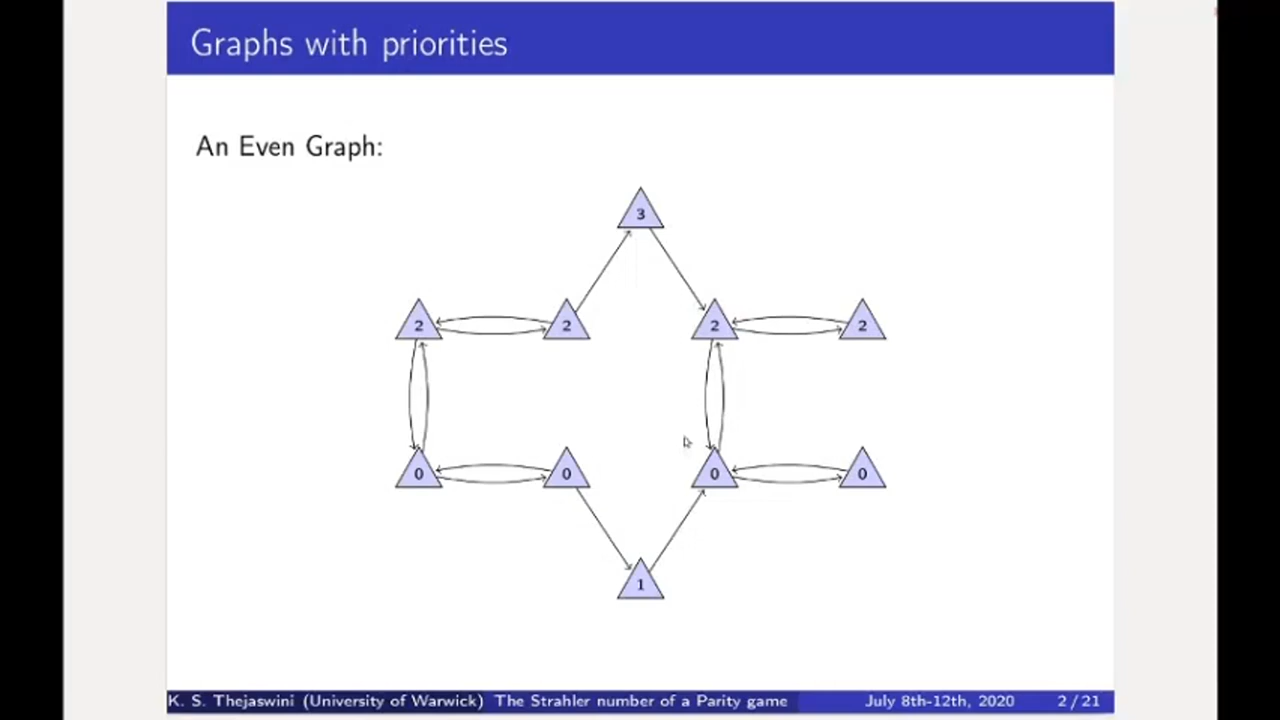 Graphs with priorities
An Even Graph:
3
2 2 2 2
0 0 0 0
1
K. S. Thejaswini (University of Warwick) The Strahler number of a Parity game July 8th-12th, 2020 2 / 21